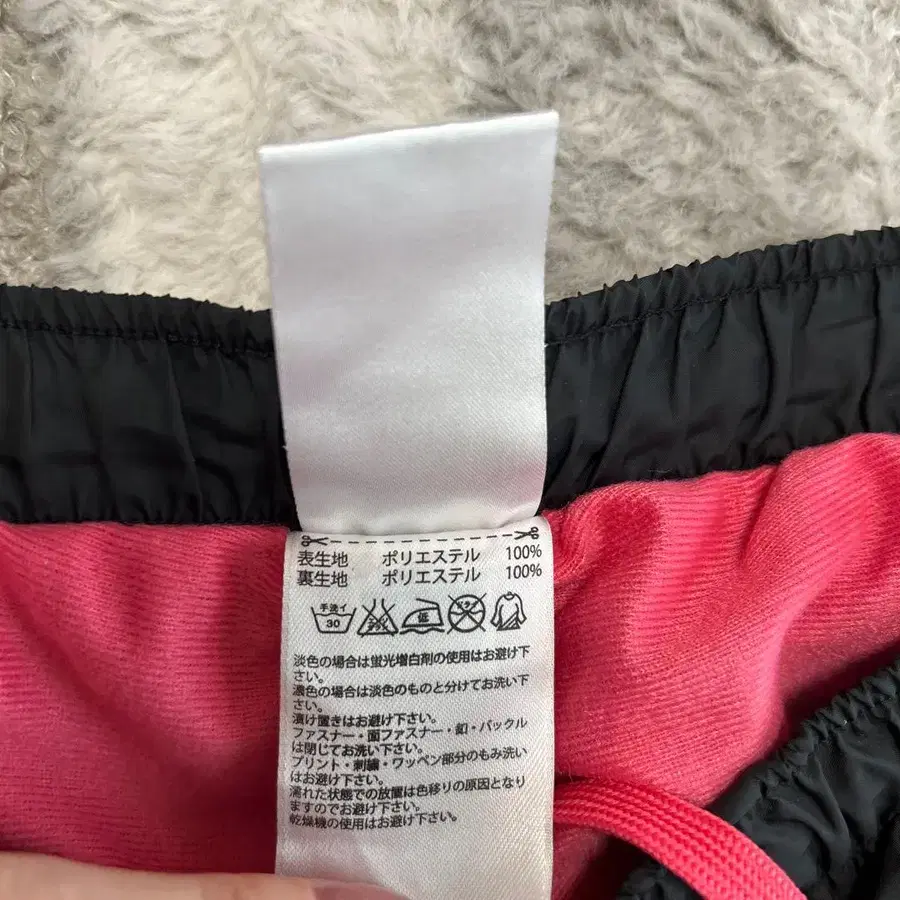 表生地 ポリエステル 100%
裏生地 ポリエステル 100%
手洗イ 30 低
淡色の場合は蛍光増白剤の使用はお避け下
さい。
濃色の場合は淡色のものと分けてお洗い下
さい。
漬け置きはお避け下さい。
ファスナー・面ファスナー・釦・バックル
は閉じてお洗い下さい。
プリント・刺繍・ワッペン部分のもみ洗い
はお避け下さい。
濡れた状態での放置は色移りの原因となり
ますのでお避け下さい。
乾燥機の使用はお避け下さい。